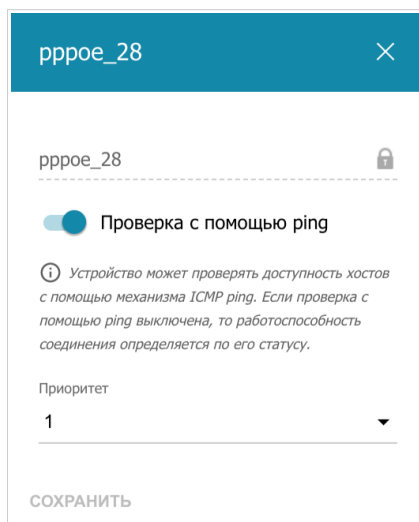 pppoe_28
pppoe_28
Проверка с помощью ping
Устройство может проверять доступность хостов
с помощью механизма ICMP ping. Если проверка с
помощью ping выключена, то работоспособность
соединения определяется по его статусу.
Приоритет
1
СОХРАНИТЬ